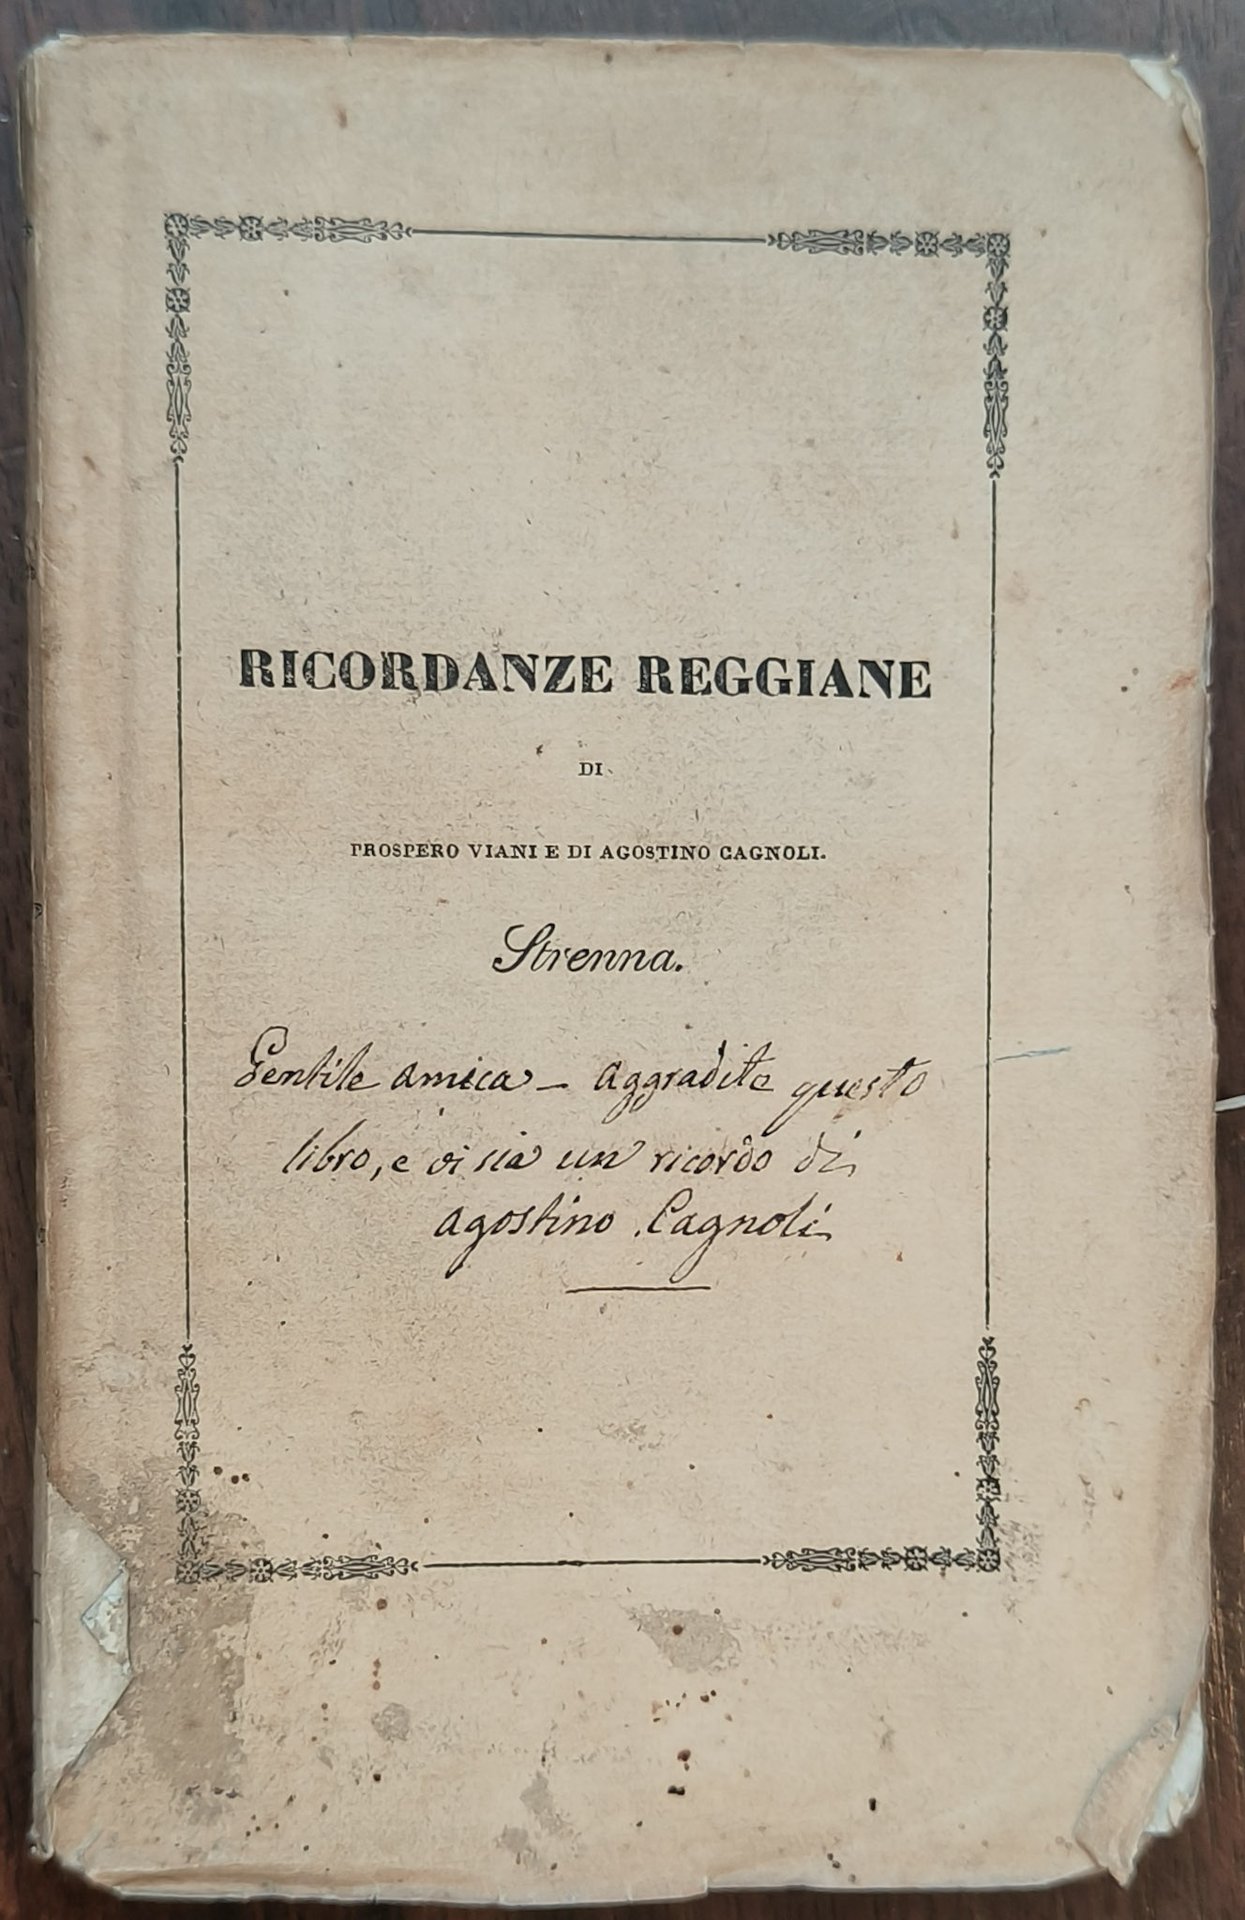 RICORDANZE REGGIANE
DI
PROSPERO VIANI E DI AGOSTINO CAGNOLI.
Strenna.
Gentile amica – aggradite questo
libro, e vi sia un ricordo di
agostino Cagnoli